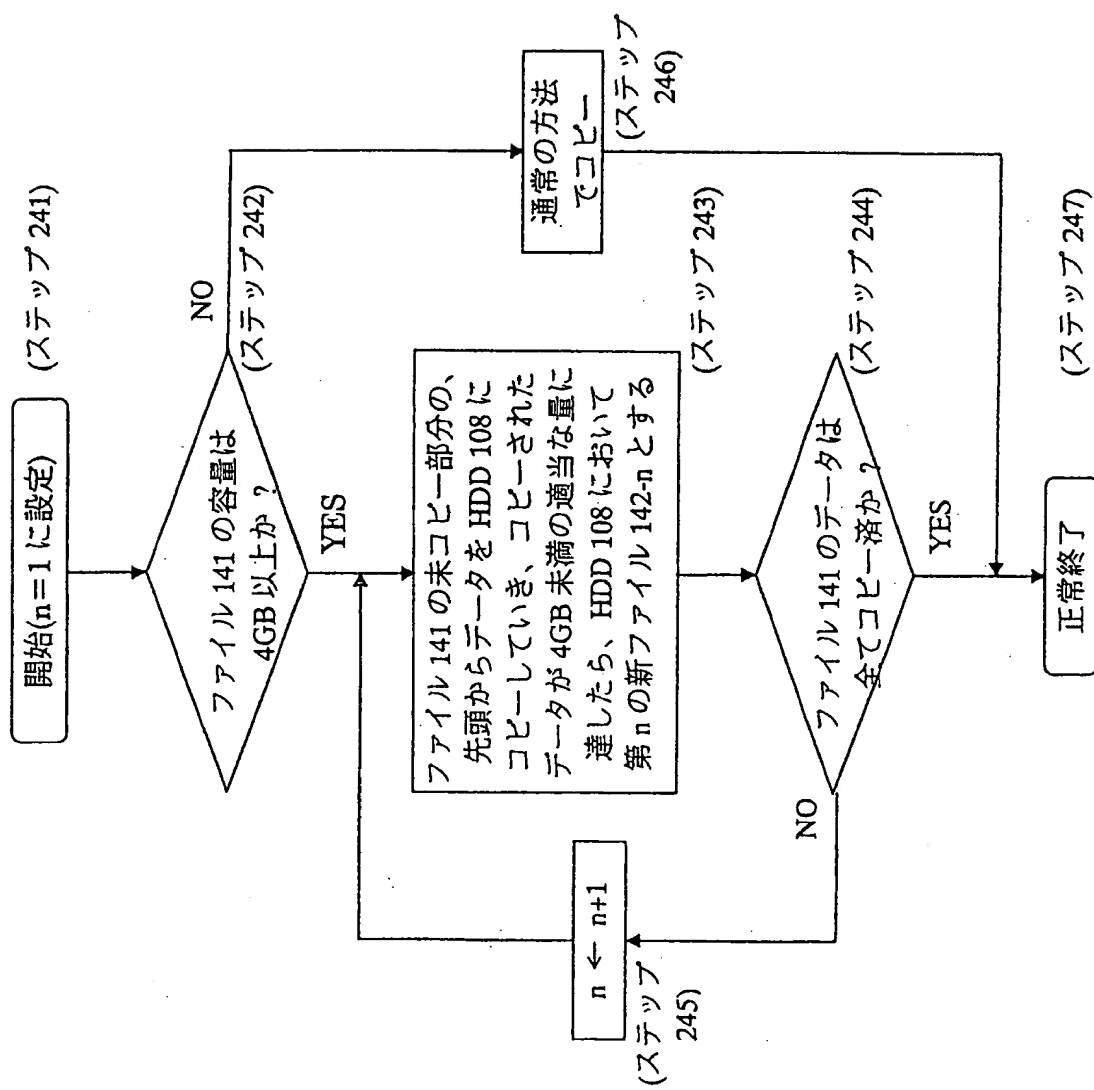 開始(n=1 に設定)
(ステップ 241)
ファイル 141 の容量は
4GB 以上か ?
(ステップ 242)
NO
YES
ファイル 141 の未コピー部分の、
先頭からデータを HDD 108 に
コピーしていき、コピーされた
データが 4GB 未満の適当な量に
達したら、HDD 108 において
第 n の新ファイル 142-n とする
(ステップ 243)
ファイル 141 のデータは
全てコピー済か ?
(ステップ 244)
NO
YES
n ← n+1
(ステップ
245)
通常の方法
でコピー
(ステップ
246)
正常終了
(ステップ 247)